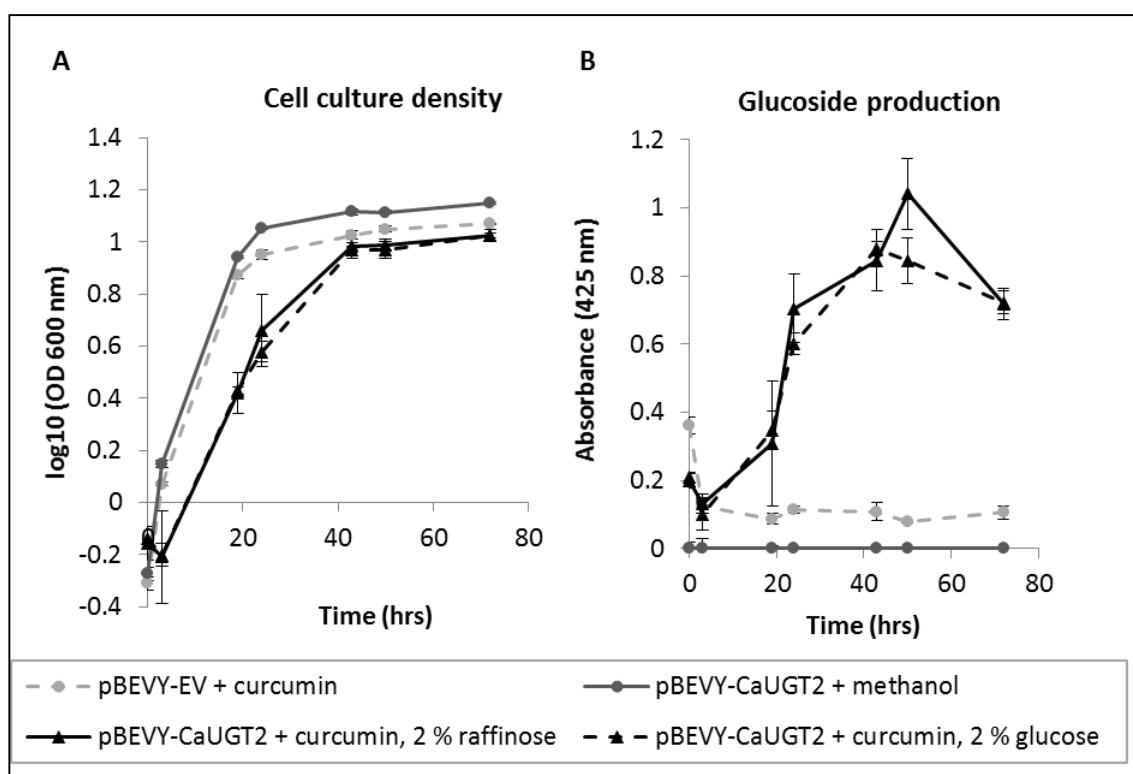 A
Cell culture density
log10 (OD 600 nm)
1.4
1.2
1
0.8
0.6
0.4
0.2
0
-0.2
-0.4
0
20
40
60
80
Time (hrs)
B
Glucoside production
Absorbance (425 nm)
1.2
1
0.8
0.6
0.4
0.2
0
0
20
40
60
80
Time (hrs)
pBEVY-EV + curcumin
pBEVY-CaUGT2 + methanol
pBEVY-CaUGT2 + curcumin, 2 % raffinose
pBEVY-CaUGT2 + curcumin, 2 % glucose